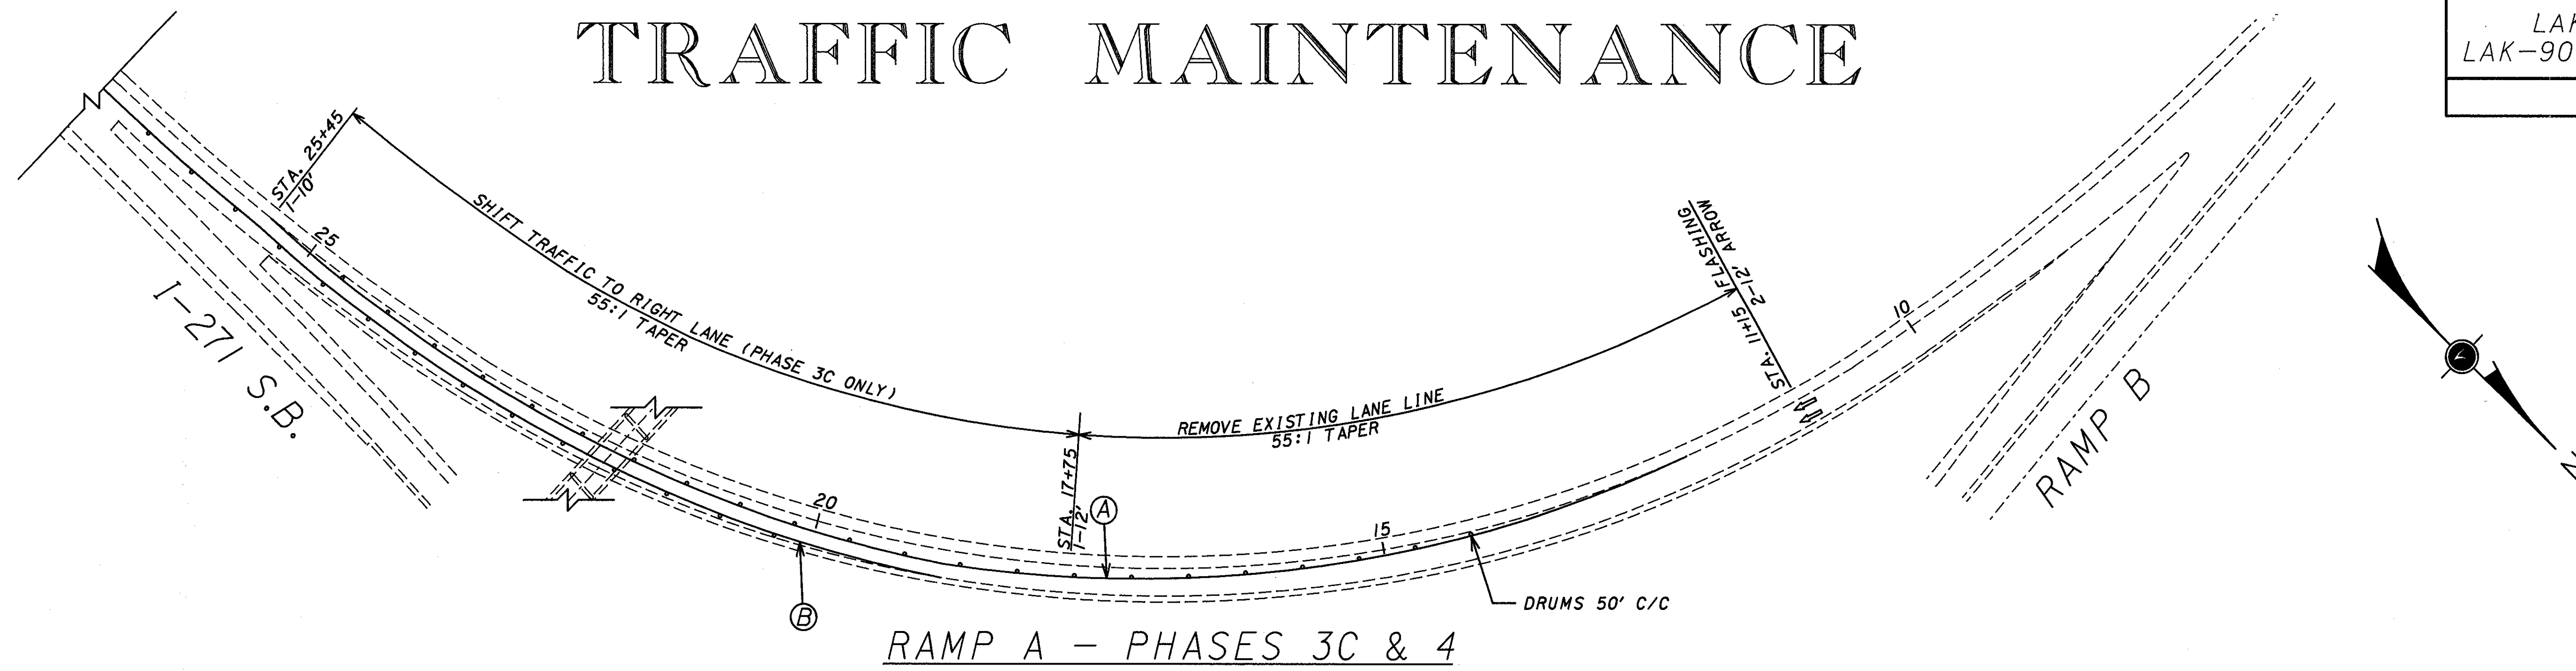 TRAFFIC MAINTENANCE
LAK
LAK-90
STA. 25+45
1-10'
25
SHIFT TRAFFIC TO RIGHT LANE (PHASE 3C ONLY)
55:1 TAPER
I-271 S.B.
STA. 17+75
1-12'
REMOVE EXISTING LANE LINE
55:1 TAPER
STA. 11+15 (FLASHING
2-12' ARROW
10
RAMP B
N
20
15
A
B
DRUMS 50' C/C
RAMP A - PHASES 3C & 4